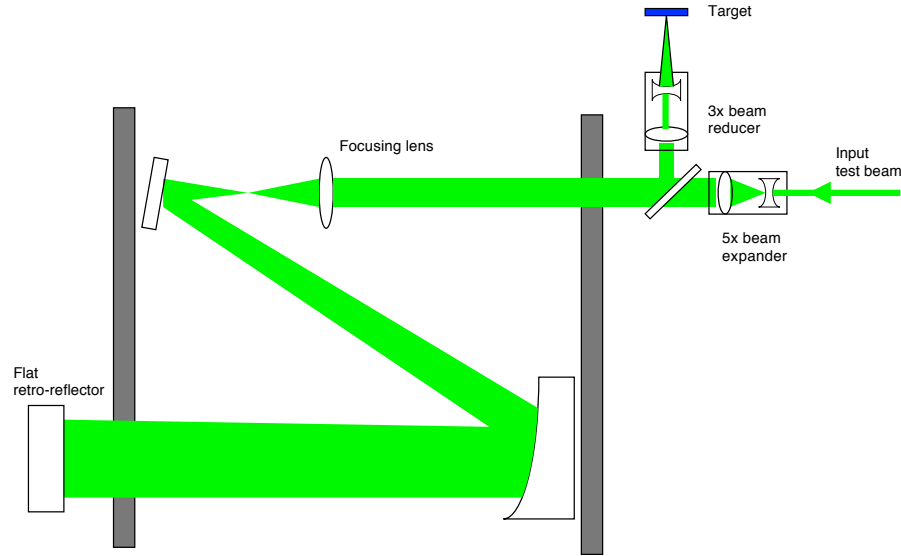 Target
3x beam
reducer
Focusing lens
Input
test beam
5x beam
expander
Flat
retro-reflector